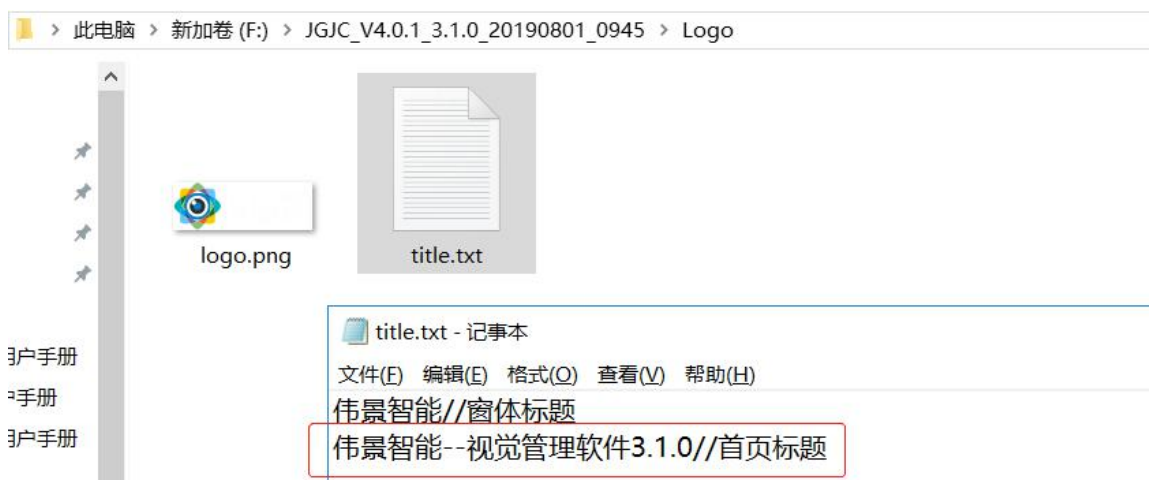 此电脑 > 新加卷 (F:) > JGJC_V4.0.1_3.1.0_20190801_0945 > Logo
logo.png
title.txt
title.txt - 记事本
文件(F) 编辑(E) 格式(O) 查看(V) 帮助(H)
伟景智能//窗体标题
伟景智能--视觉管理软件3.1.0//首页标题
用户手册
户手册
用户手册